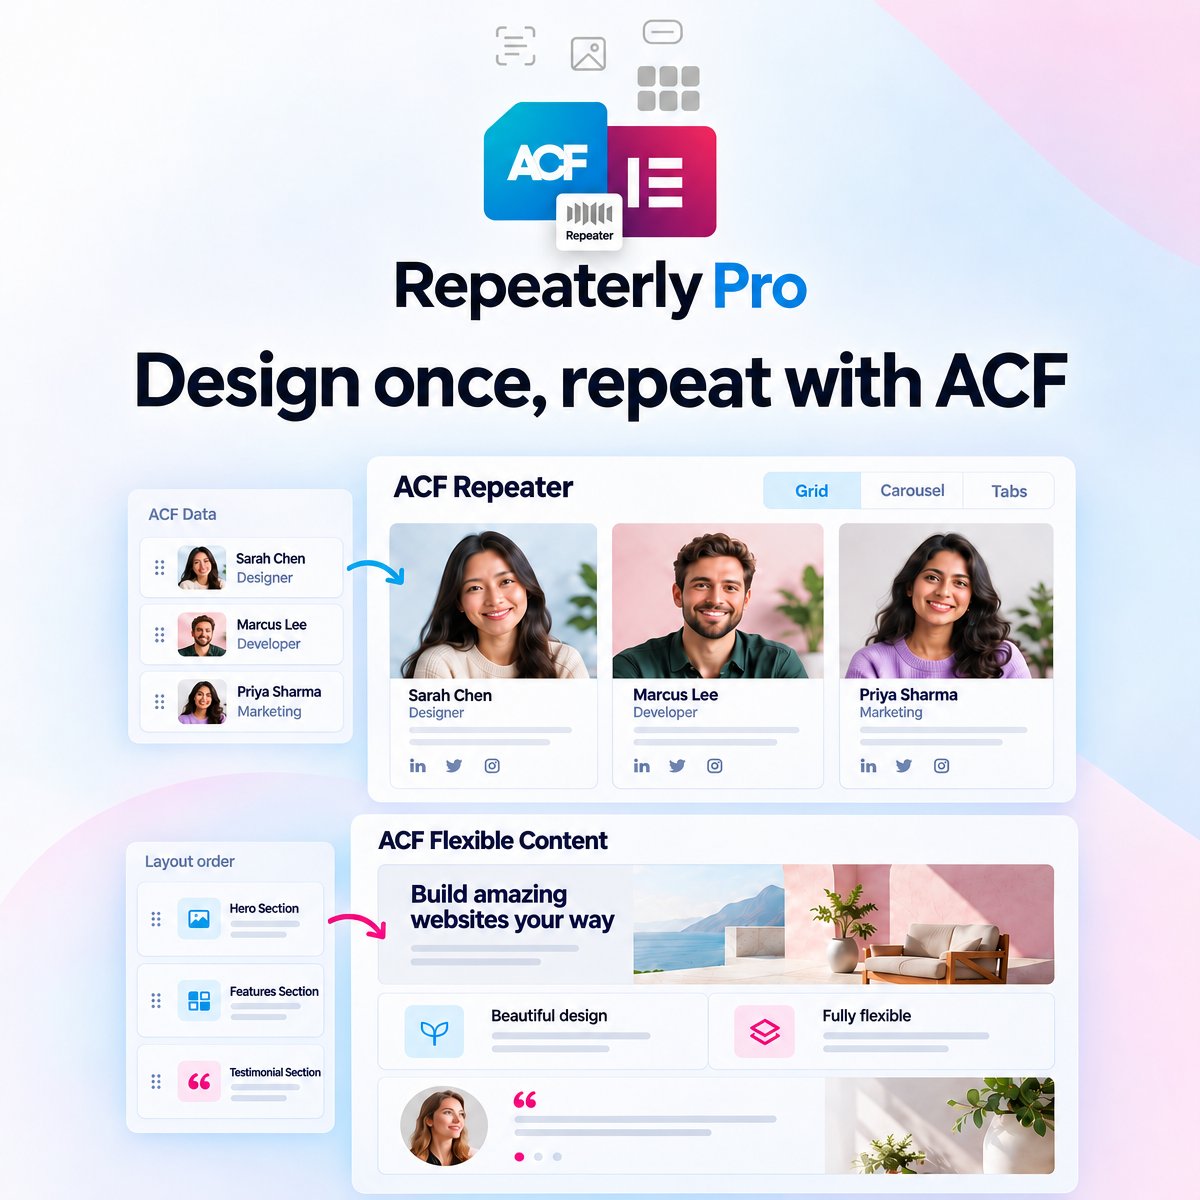 ACF
Repeater
Repeaterly Pro
Design once, repeat with ACF
ACF Data
Sarah Chen
Designer
Marcus Lee
Developer
Priya Sharma
Marketing
ACF Repeater
Grid
Carousel
Tabs
Sarah Chen
Designer
Marcus Lee
Developer
Priya Sharma
Marketing
Layout order
Hero Section
Features Section
Testimonial Section
ACF Flexible Content
Build amazing
websites your way
Beautiful design
Fully flexible